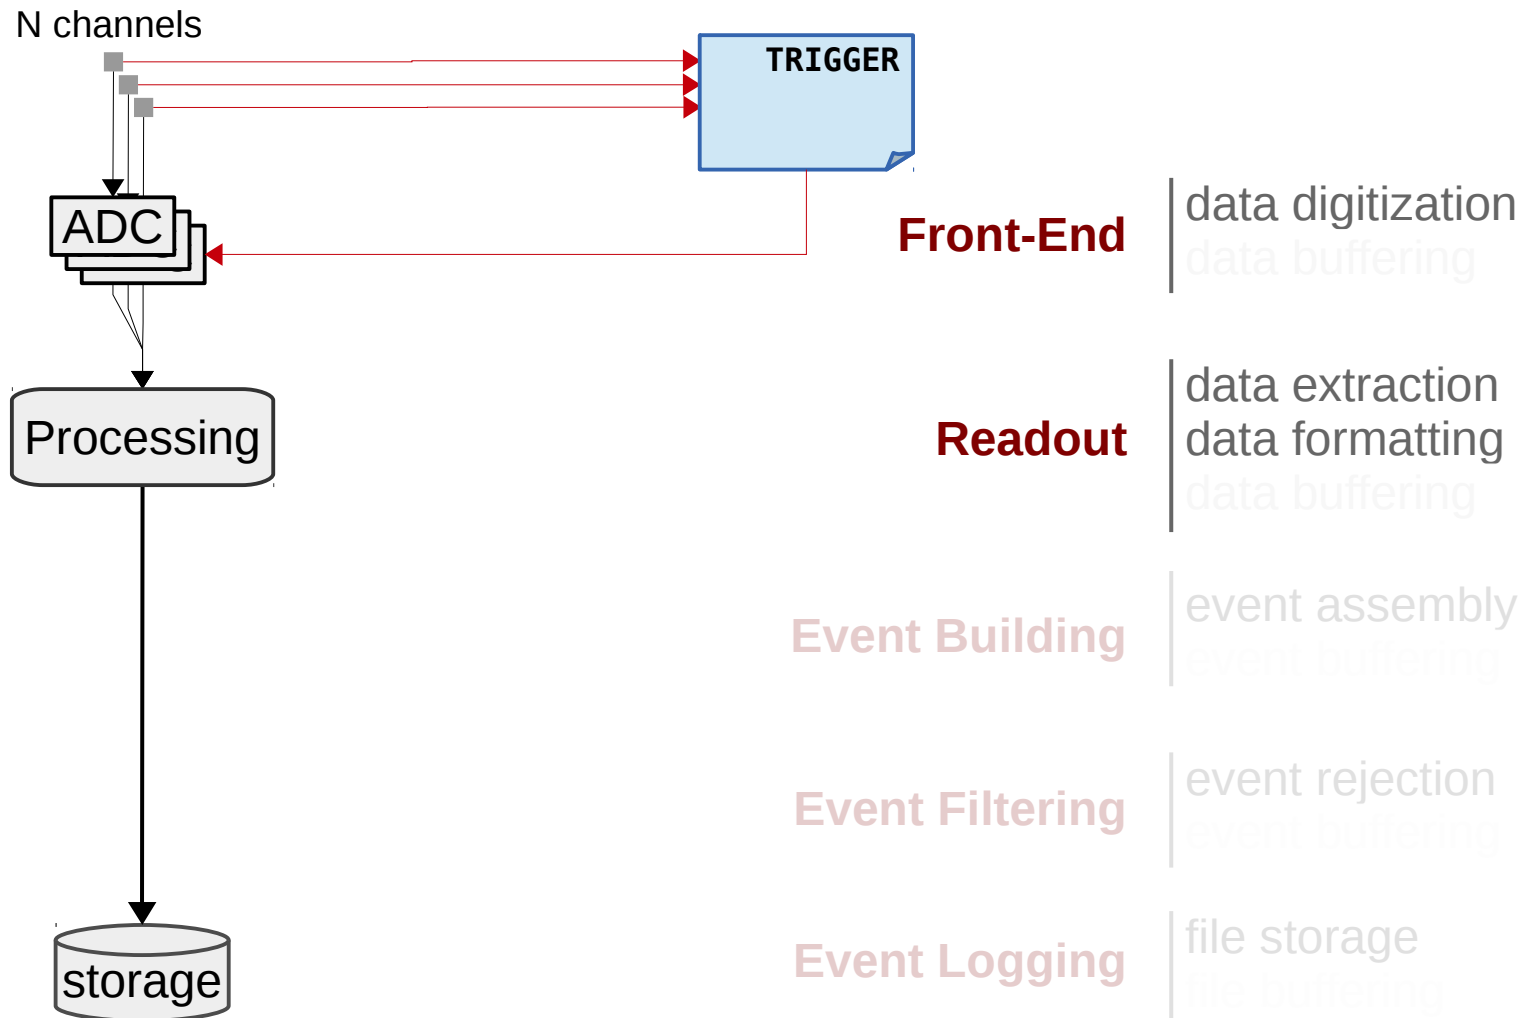 N channels
TRIGGER
ADC
Front-End
data digitization
data buffering
Processing
Readout
data extraction
data formatting
data buffering
Event Building
event assembly
event buffering
Event Filtering
event rejection
event buffering
storage
Event Logging
file storage
file buffering